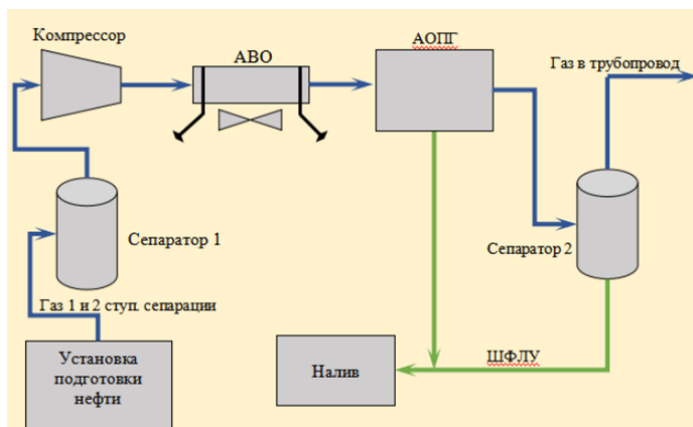 Компрессор
АВО
АОПГ
Газ в трубопровод
Сепаратор 1
Сепаратор 2
Газ 1 и 2 ступ. сепарации
Установка
подготовки
нефти
Налив
ШФЛУ